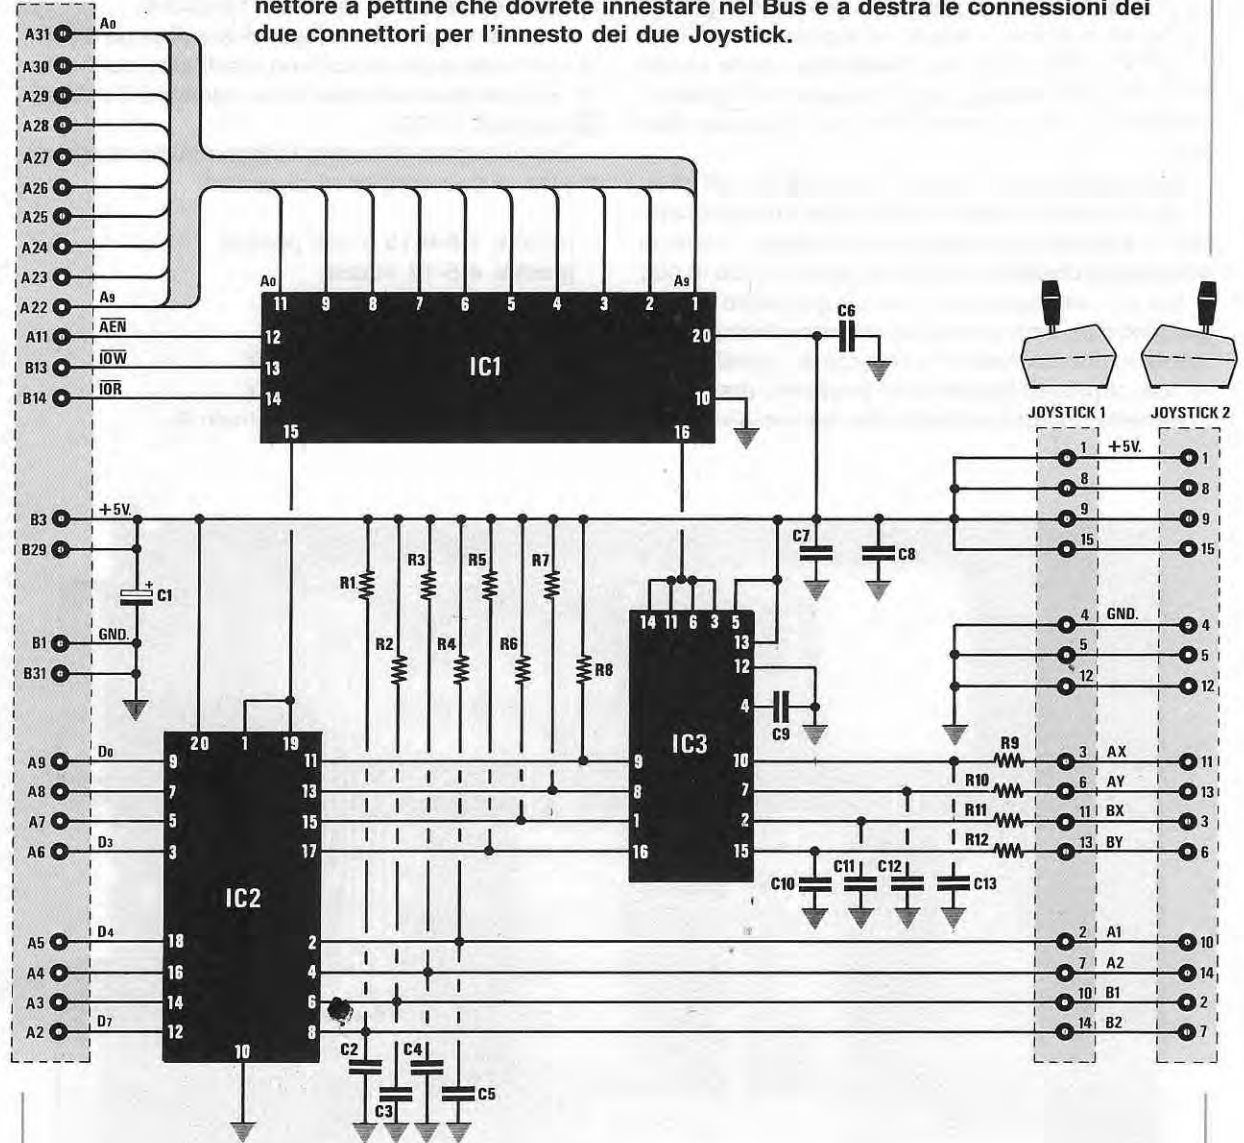 nettore a pettine che dovrete innestare nel Bus e a destra le connessioni dei
due connettori per l'innesto dei due Joystick.
A31 A0
A30
A29
A28
A27
A26
A25
A24
A23
A22 A9
A11 AEN
B13 IOW
B14 IOR
A0 A9
11 9 8 7 6 5 4 3 2 1
12 20
13 IC1
14 10
15 16
C6
JOYSTICK 1 JOYSTICK 2
1 +5V. 1
8 8
9 9
15 15
B3 +5V.
B29
C1 +
B1 GND.
B31
R1 R3 R5 R7
R2 R4 R6 R8
C7 C8
14 11 6 3 5
13
12
4 C9
IC3
4 GND. 4
5 5
12 12
20 1 19
A9 D0 9 11 9 10 R9 3 AX 11
A8 7 13 8 7 R10 6 AY 13
A7 5 15 1 2 R11 11 BX 3
A6 D3 3 17 16 15 R12 13 BY 6
C10 C11 C12 C13
IC2
A5 D4 18 2 2 A1 10
A4 16 4 7 A2 14
A3 14 6 10 B1 2
A2 D7 12 8 14 B2 7
10
C2 C4
C3 C5